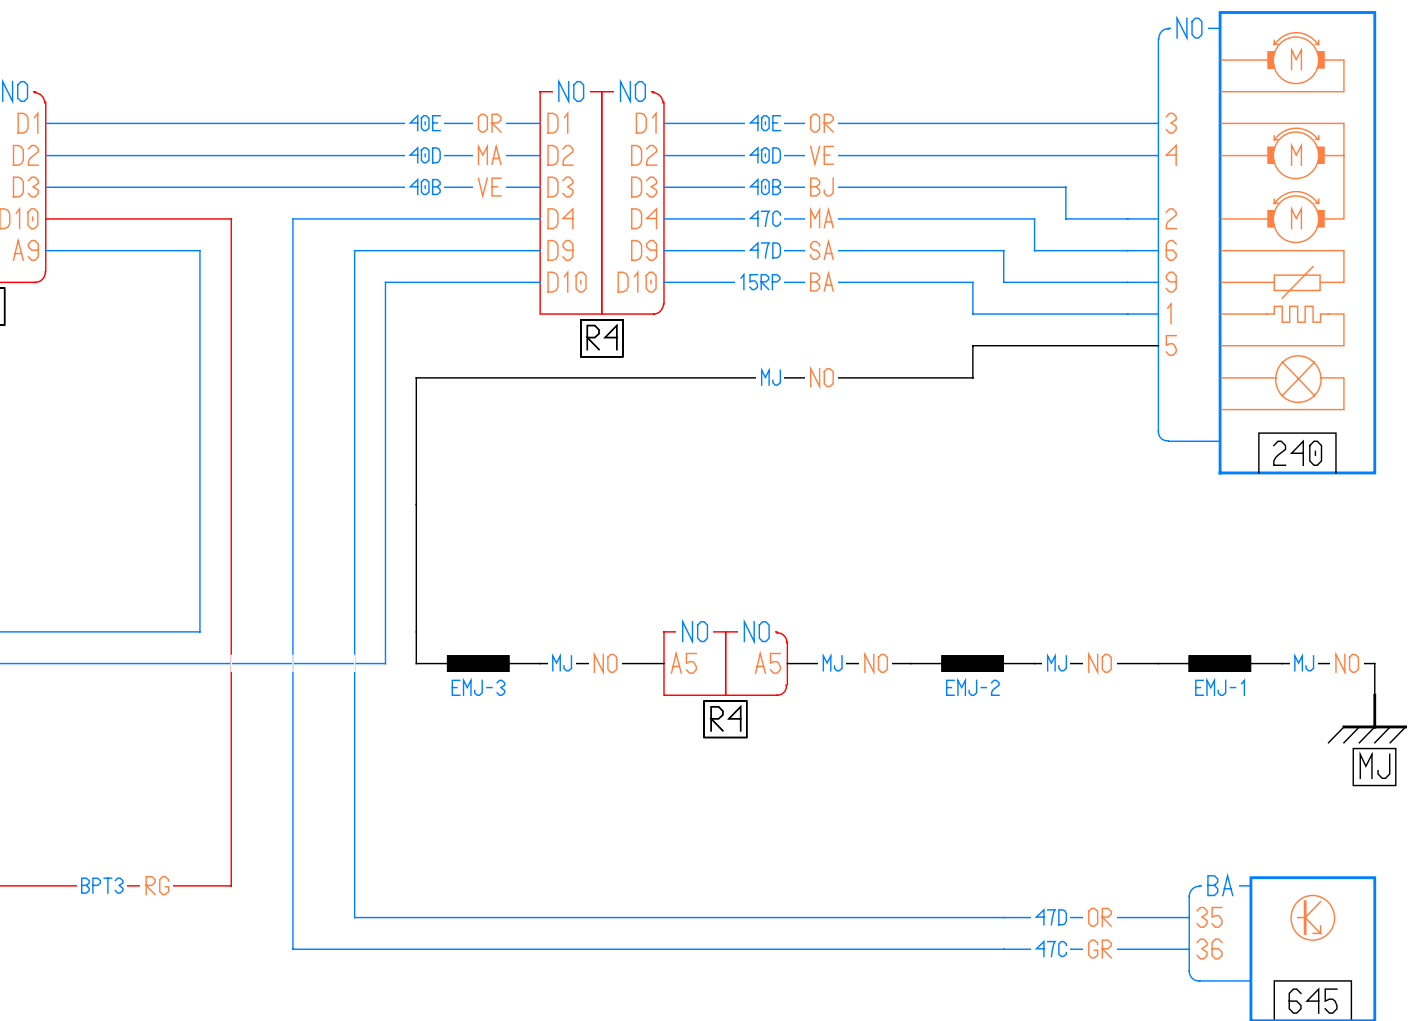 NO
NO NO NO
D1 40E OR D1 D1 40E OR 3
D2 40D MA D2 D2 40D VE 4
D3 40B VE D3 D3 40B BJ
D10 D4 D4 47C MA 2
A9 D9 D9 47D SA 6
D10 D10 15RP BA 9
1
R4
5
MJ NO
M
M
M
240
NO NO
MJ NO A5 A5 MJ NO MJ NO MJ NO
EMJ-3 EMJ-2 EMJ-1
R4
MJ
BPT3 RG
BA
47D OR 35
47C GR 36
645